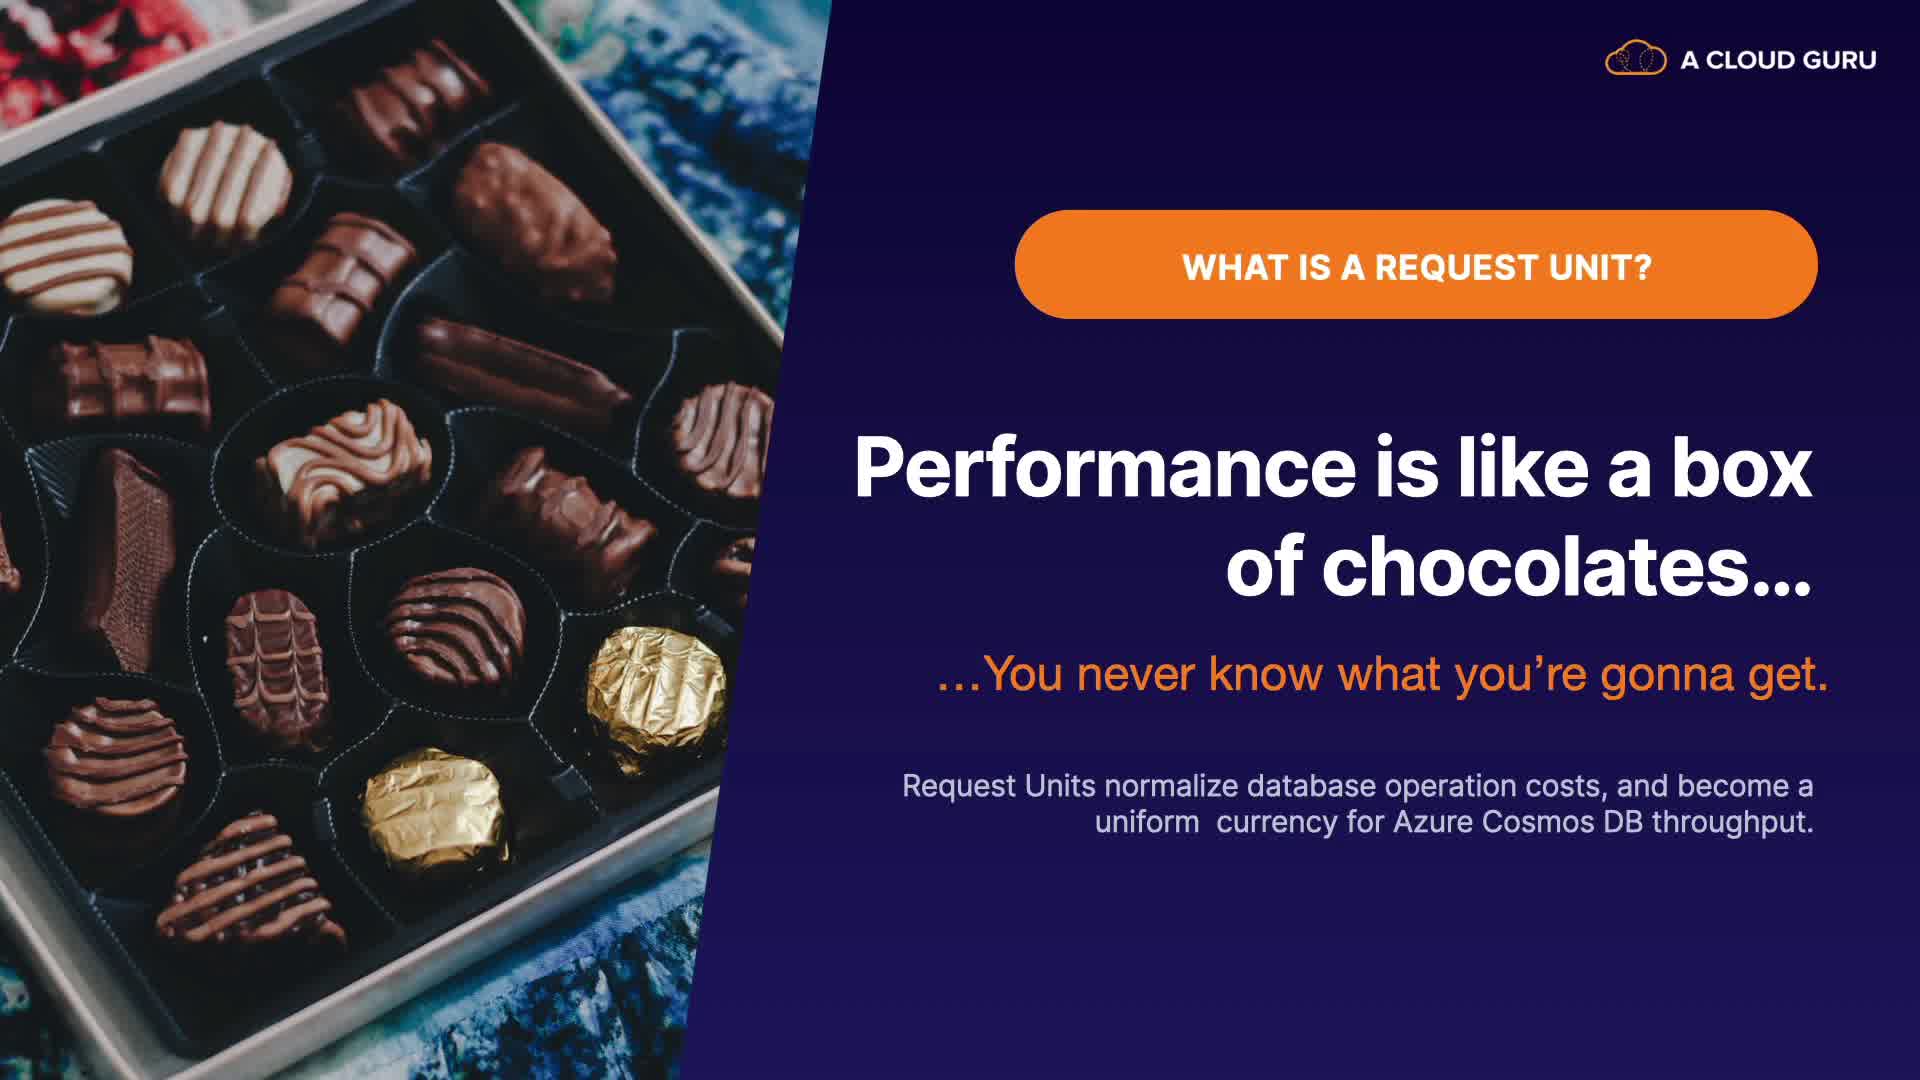 A CLOUD GURU
WHAT IS A REQUEST UNIT?
Performance is like a box
of chocolates...
...You never know what you’re gonna get.
Request Units normalize database operation costs, and become a
uniform  currency for Azure Cosmos DB throughput.